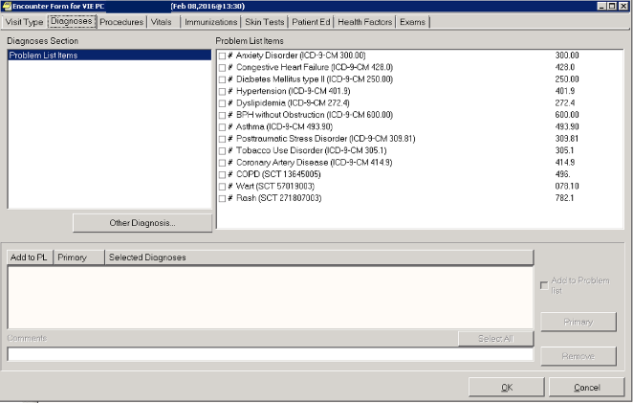 Encounter Form for VIE PC (Feb 08,2016@13:30)
Visit Type Diagnoses Procedures Vitals Immunizations Skin Tests Patient Ed Health Factors Exams
Diagnoses Section
Problem List Items
Other Diagnosis...
Problem List Items
# Anxiety Disorder (ICD-9-CM 300.00) 300.00
# Congestive Heart Failure (ICD-9-CM 428.0) 428.0
# Diabetes Mellitus type II (ICD-9-CM 250.00) 250.00
# Hypertension (ICD-9-CM 401.9) 401.9
# Dyslipidemia (ICD-9-CM 272.4) 272.4
# BPH without Obstruction (ICD-9-CM 600.00) 600.00
# Asthma (ICD-9-CM 493.90) 493.90
# Posttraumatic Stress Disorder (ICD-9-CM 309.81) 309.81
# Tobacco Use Disorder (ICD-9-CM 305.1) 305.1
# Coronary Artery Disease (ICD-9-CM 414.9) 414.9
# COPD (SCT 13645005) 496.
# Wart (SCT 57019003) 078.10
# Rash (SCT 271807003) 782.1
Add to PL Primary Selected Diagnoses
Add to Problem
list
Primary
Comments
Select All
Remove
OK
Cancel